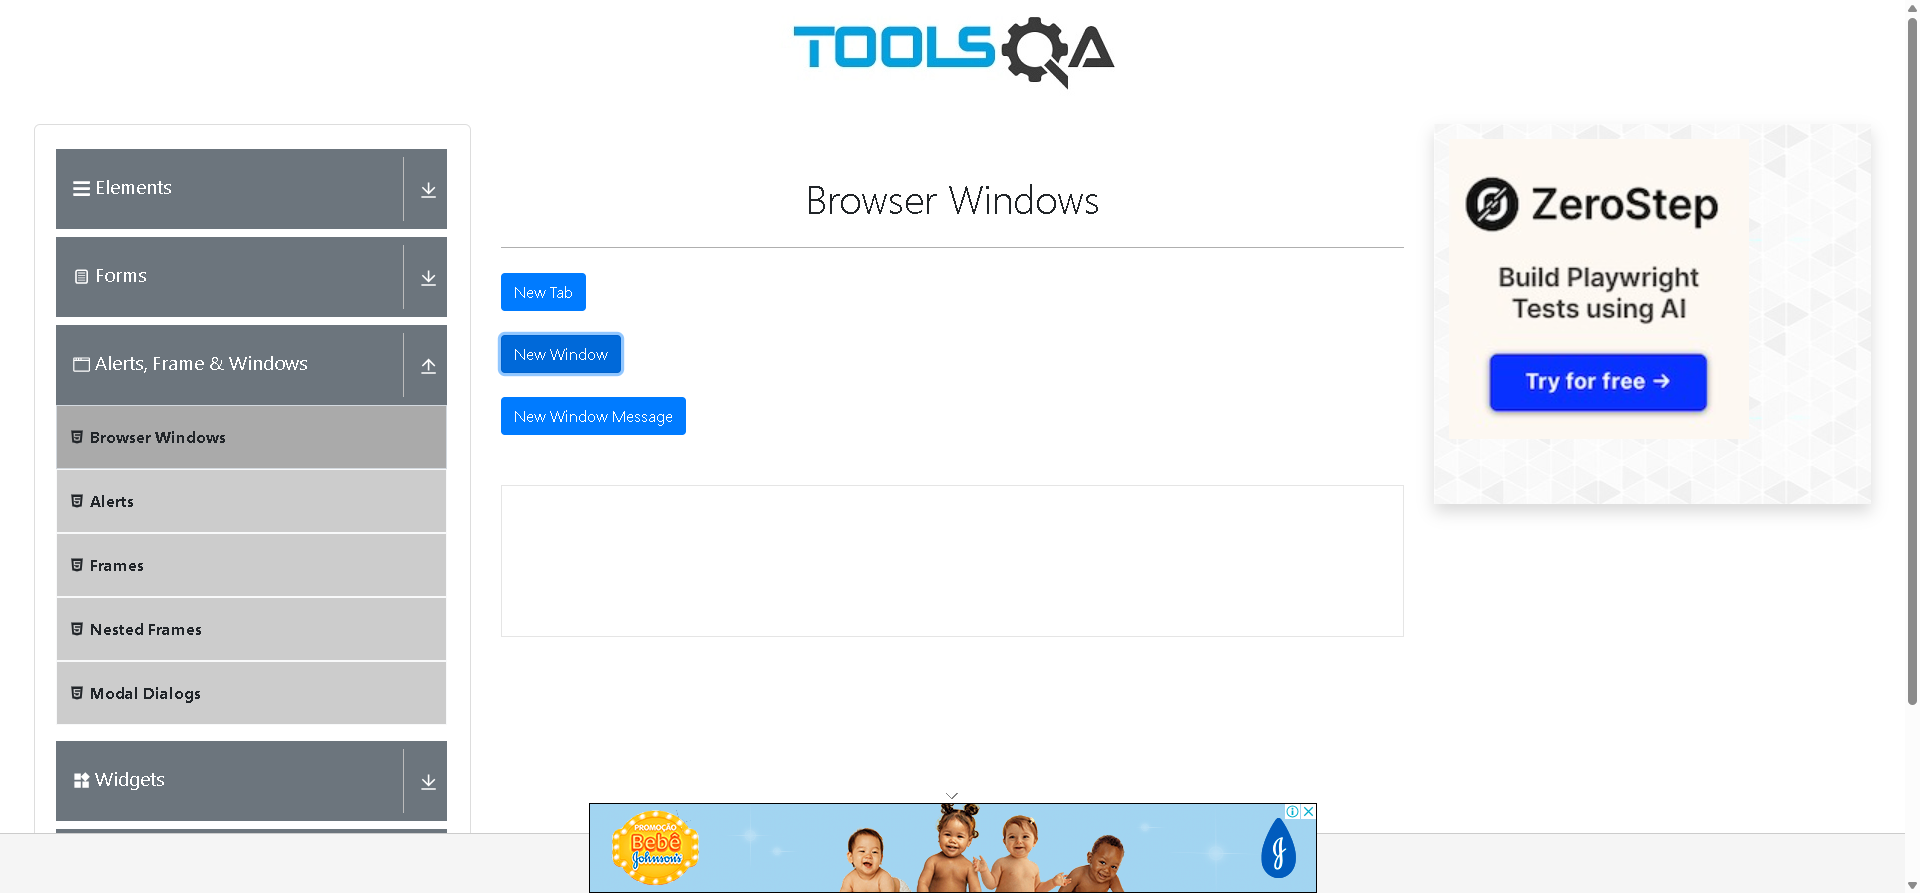 TOOLSQA
Elements
Forms
Alerts, Frame & Windows
Browser Windows
Alerts
Frames
Nested Frames
Modal Dialogs
Widgets
Browser Windows
New Tab
New Window
New Window Message
ZeroStep
Build Playwright
Tests using AI
Try for free →
PROMOÇÃO
Bebê
Johnson's
J